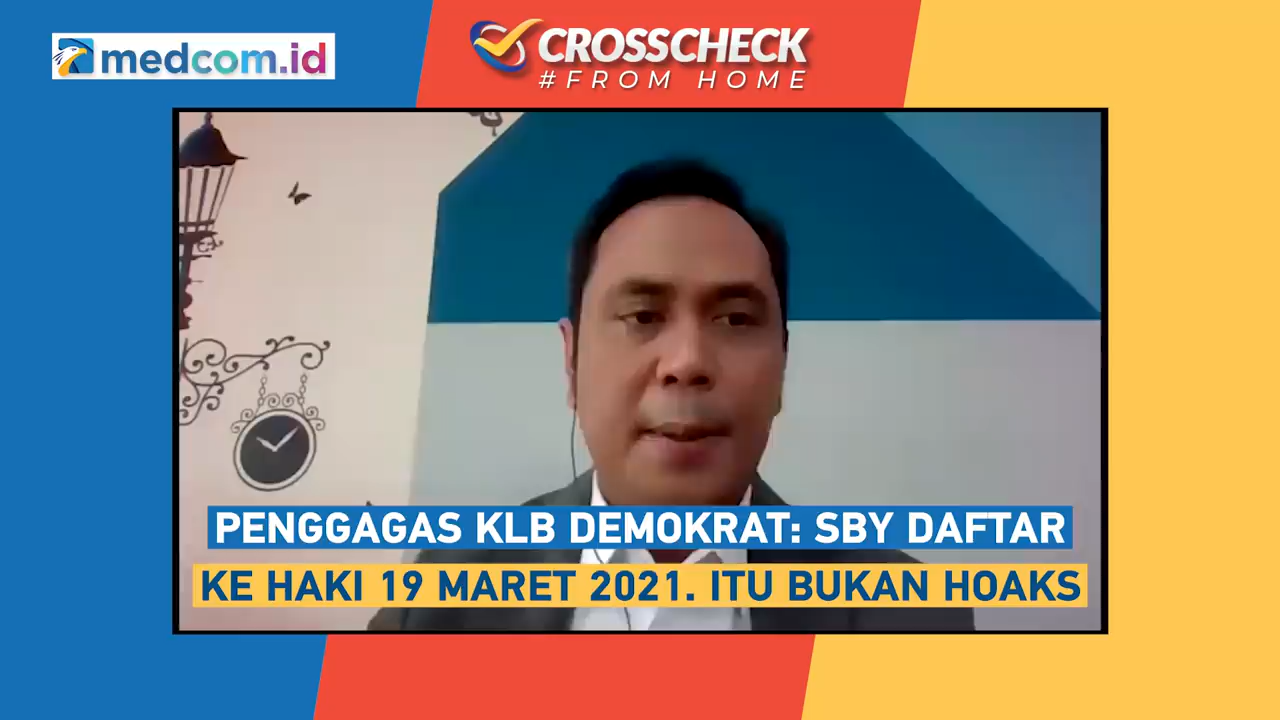 medcom.id
CROSSCHECK
#FROM HOME
PENGGAGAS KLB DEMOKRAT: SBY DAFTAR
KE HAKI 19 MARET 2021. ITU BUKAN HOAKS